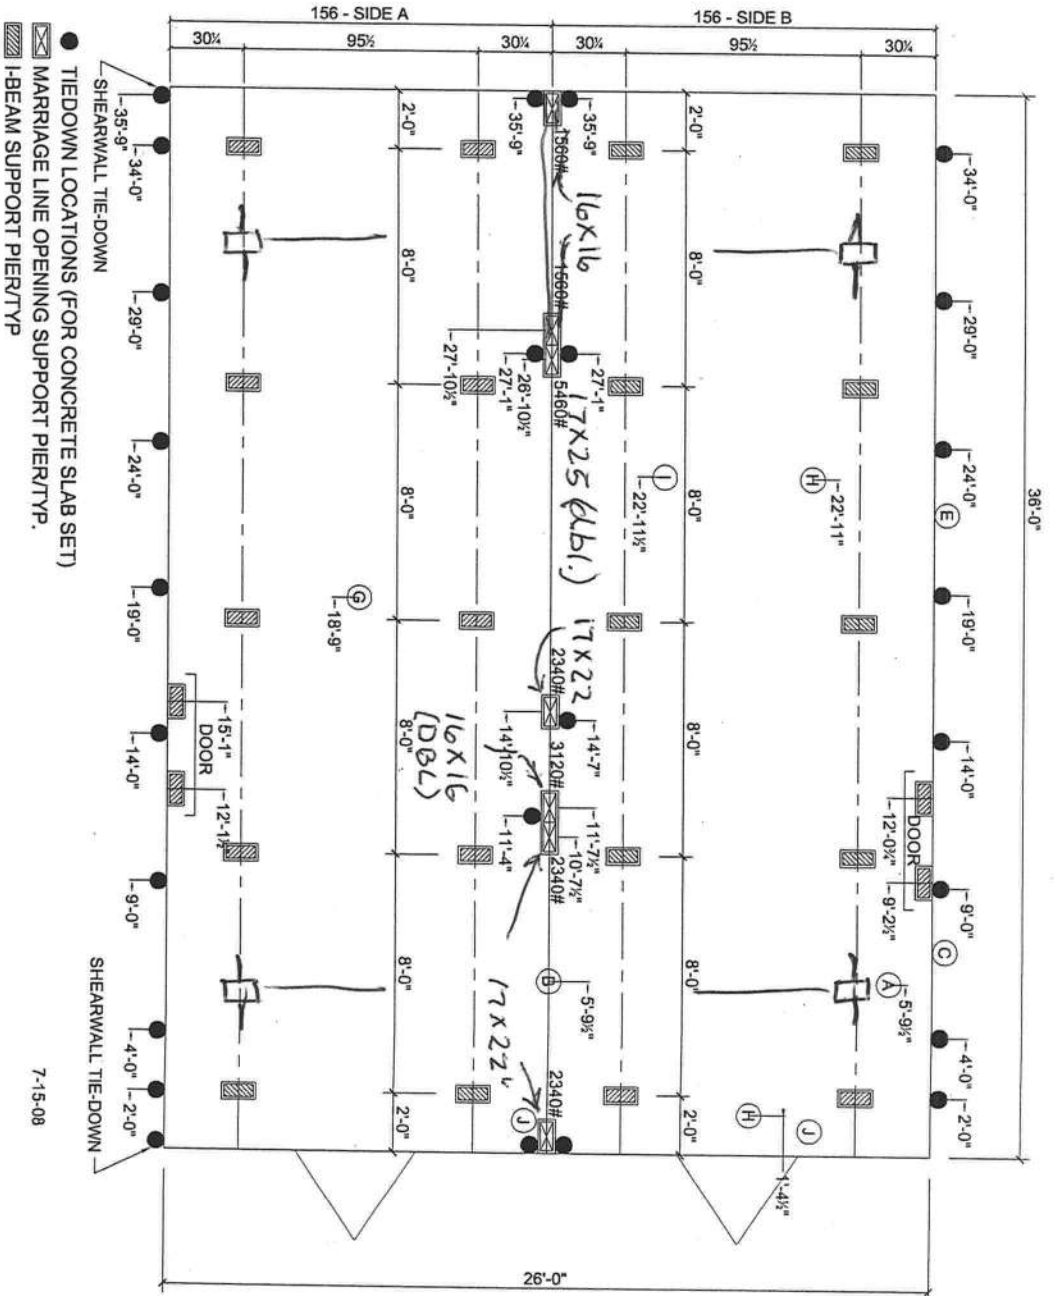 156 - SIDE A
156 - SIDE B
30¼
95½
30¼
30¼
95½
30¼
36'-0"
26'-0"
SHEARWALL TIE-DOWN
35'-9"
34'-0"
29'-0"
24'-0"
19'-0"
14'-0"
9'-0"
4'-0"
2'-0"
SHEARWALL TIE-DOWN
34'-0"
29'-0"
24'-0"
19'-0"
14'-0"
9'-0"
4'-0"
2'-0"
2'-0"
8'-0"
8'-0"
8'-0"
8'-0"
2'-0"
2'-0"
8'-0"
8'-0"
8'-0"
8'-0"
2'-0"
35'-9"
35'-9"
1560#
16X16
1560#
27'-10½"
27'-1"
26'-10½"
27'-1"
5460#
17X25 (dbl.)
I
22'-11½"
H
22'-11"
E
G
18'-9"
17X22
2340#
14'-10½"
14'-7"
16X16
(DBL)
3120#
11'-4"
11'-7½"
10'-7½"
2340#
15'-1"
DOOR
12'-1½"
12'-0¾"
DOOR
9'-2½"
C
A
5'-9½"
B
5'-9½"
17X22
2340#
J
H
J
1'-4½"
TIEDOWN LOCATIONS (FOR CONCRETE SLAB SET)
MARRIAGE LINE OPENING SUPPORT PIER/TYP.
I-BEAM SUPPORT PIER/TYP
7-15-08